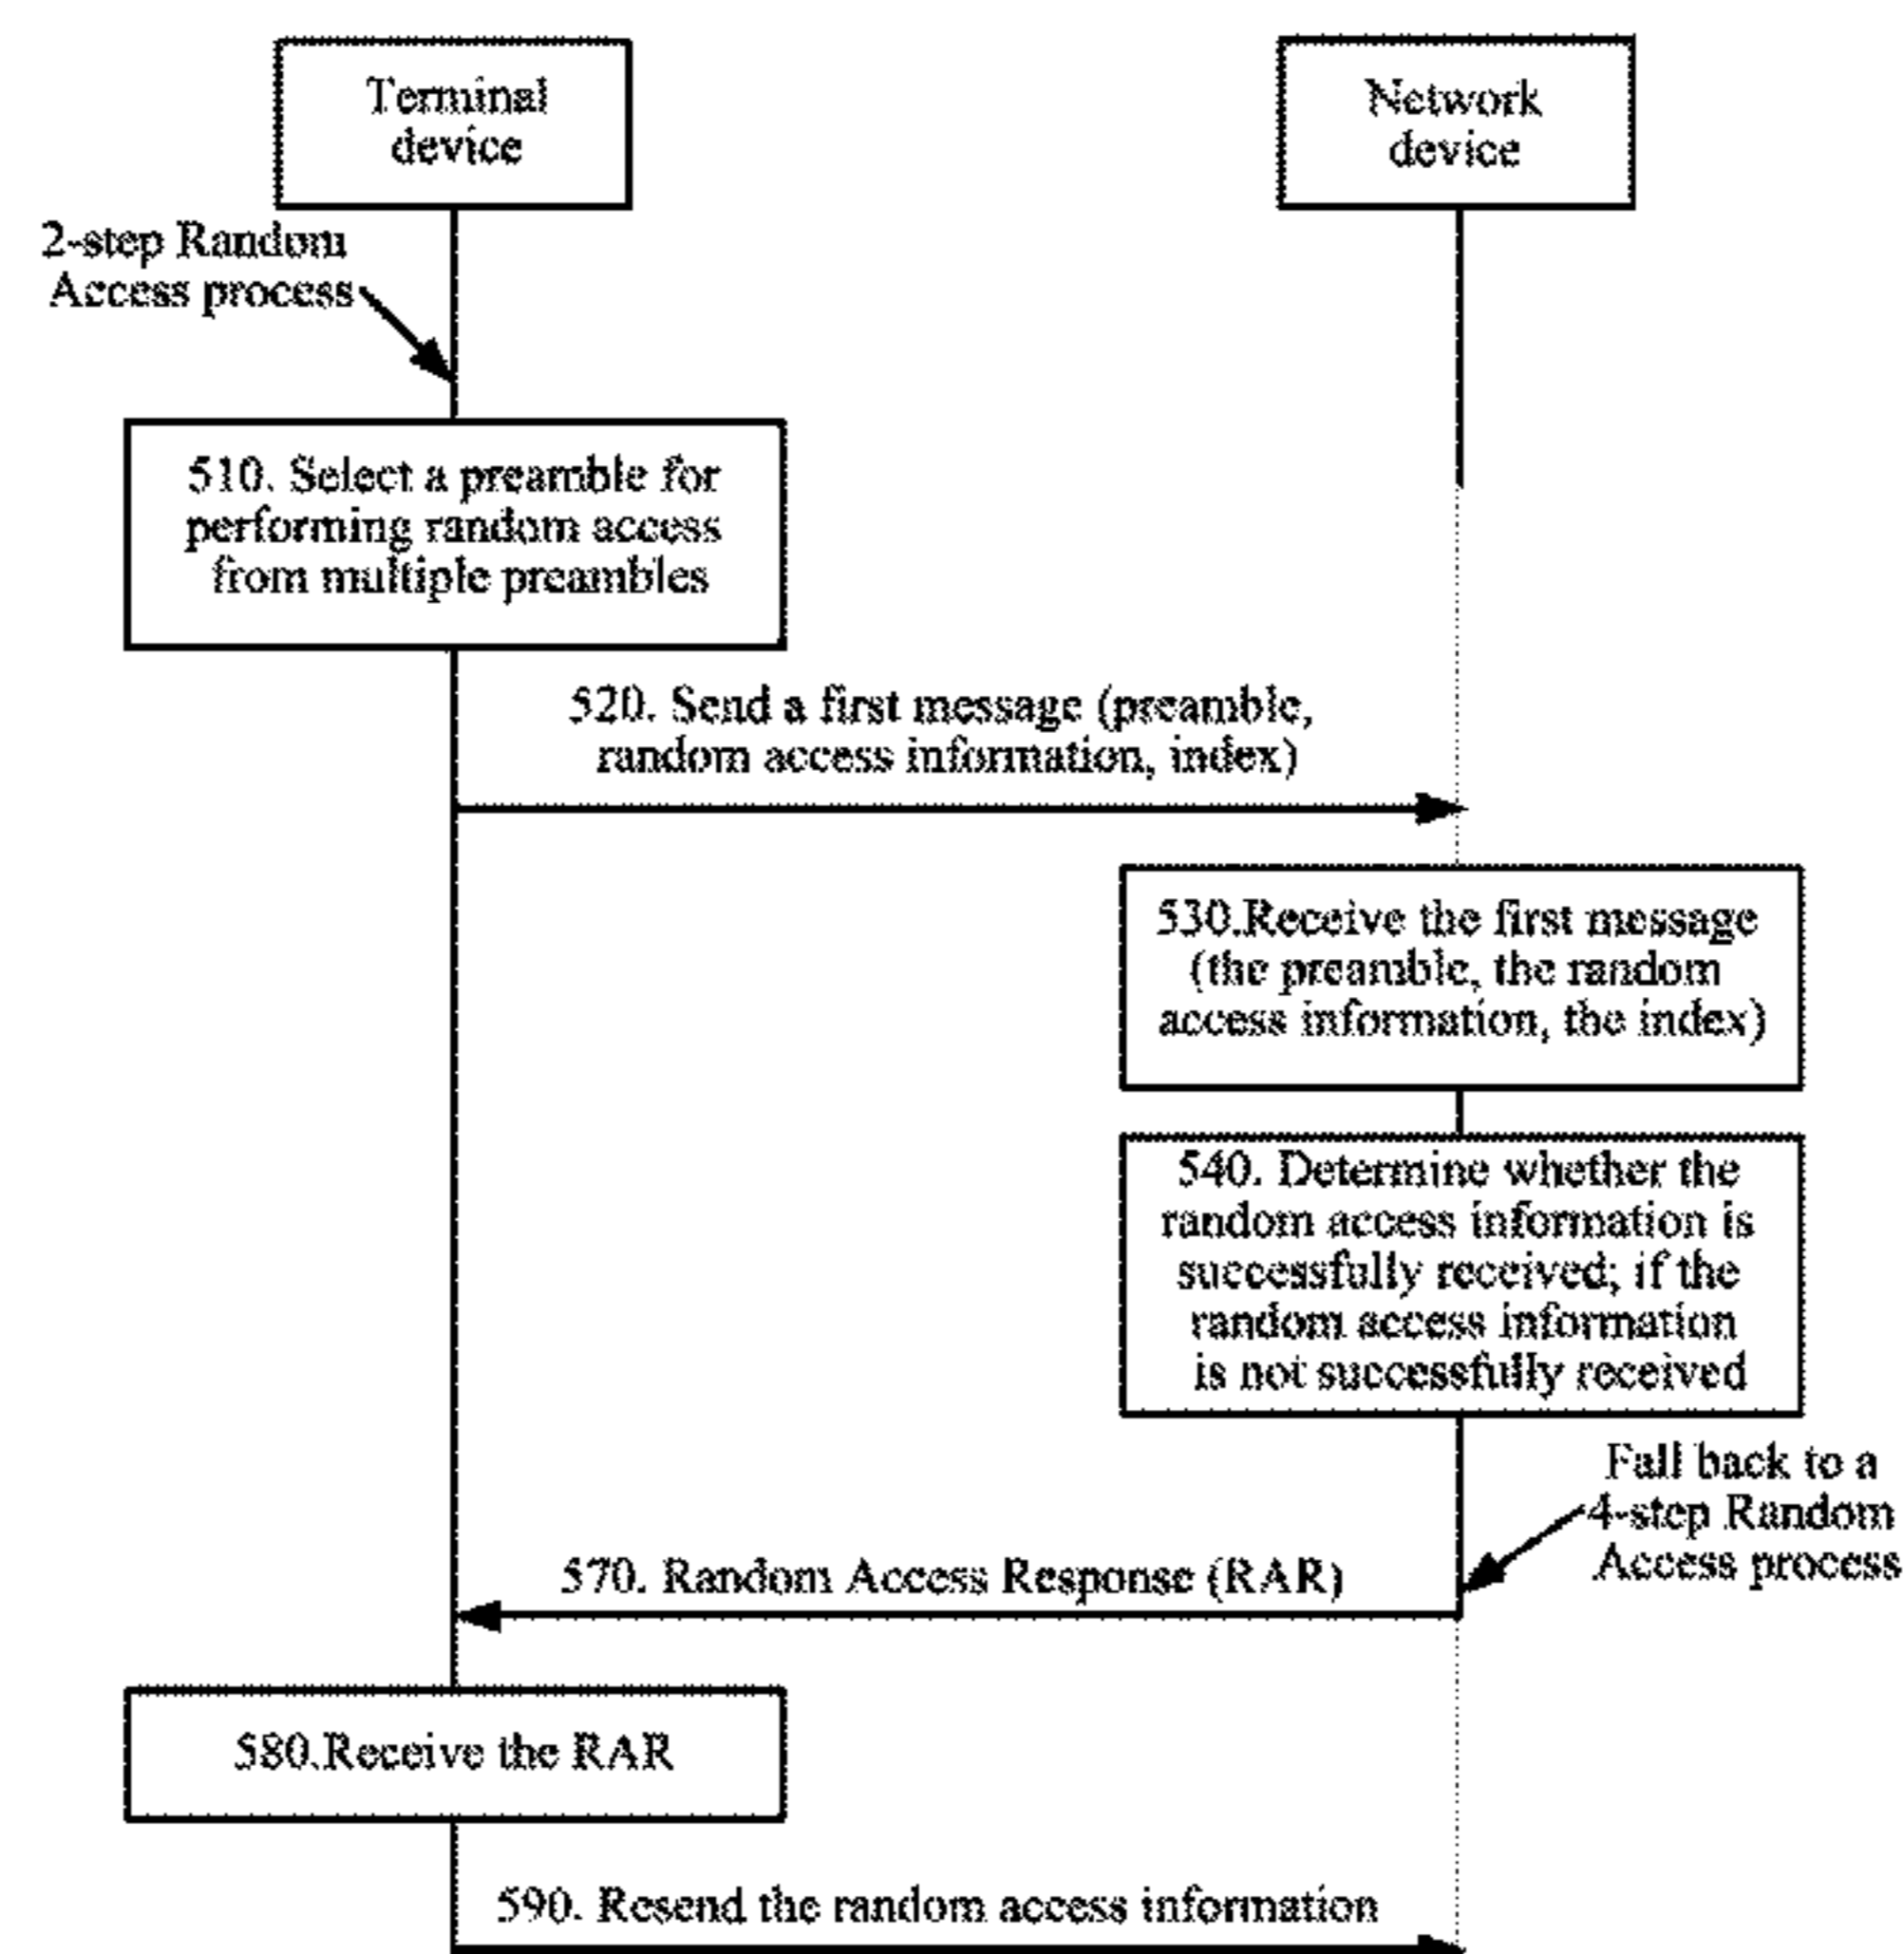 Terminal
device
Network
device
2-step Random
Access process
510. Select a preamble for
performing random access
from multiple preambles
520. Send a first message (preamble,
random access information, index)
530.Receive the first message
(the preamble, the random
access information, the index)
540. Determine whether the
random access information is
successfully received; if the
random access information
is not successfully received
Fall back to a
4-step Random
Access process
570. Random Access Response (RAR)
580.Receive the RAR
590. Resend the random access information